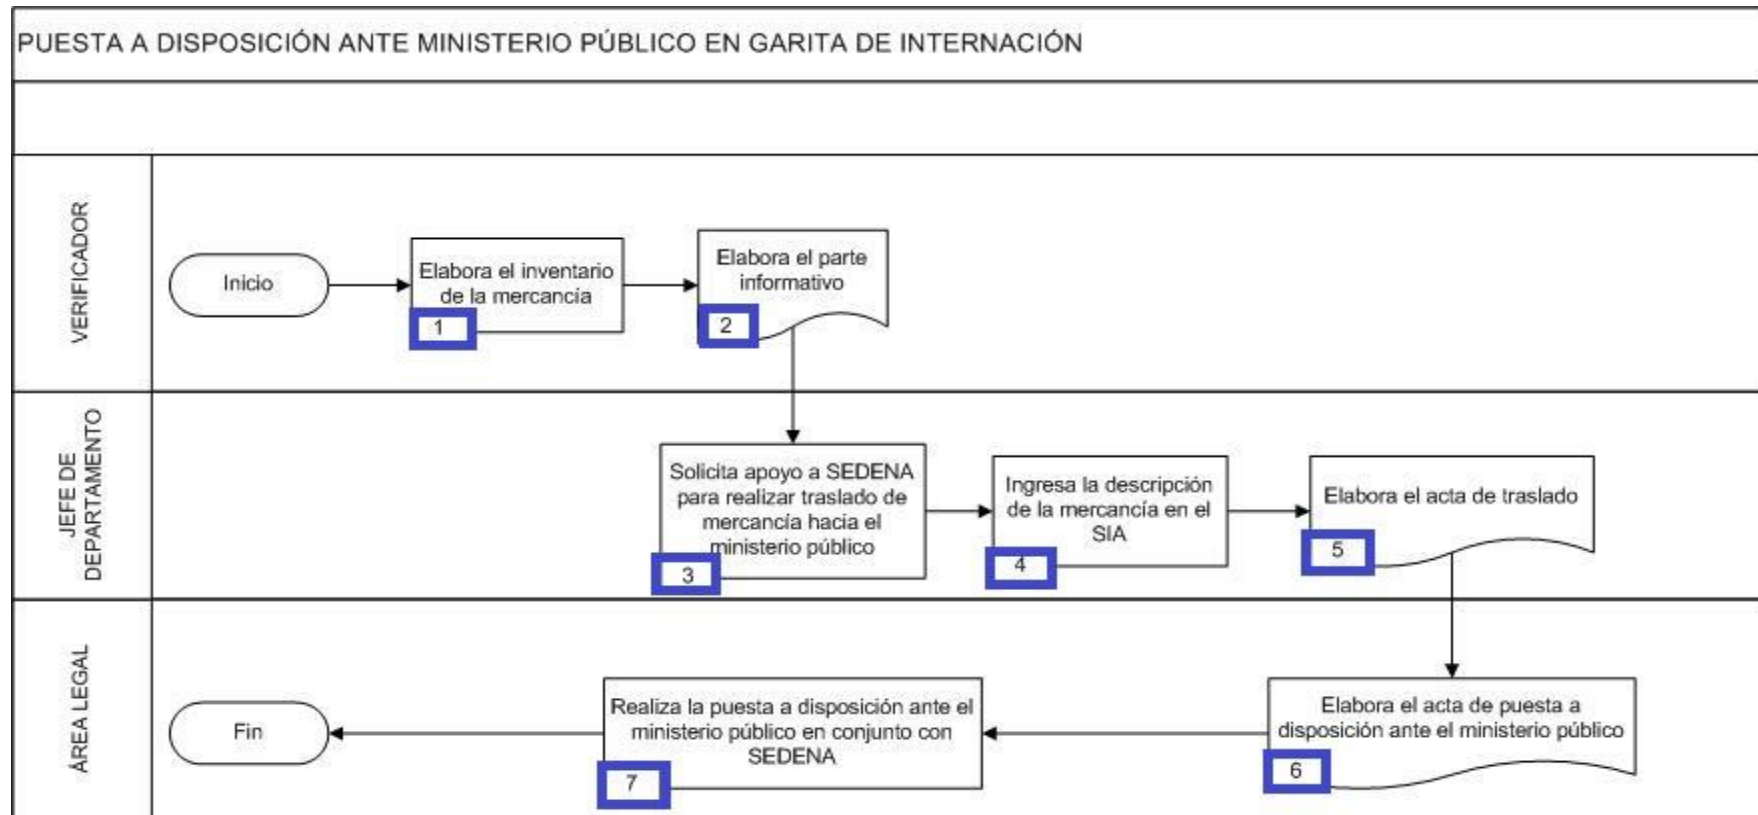 PUESTA A DISPOSICIÓN ANTE MINISTERIO PÚBLICO EN GARITA DE INTERNACIÓN
VERIFICADOR
Inicio
Elabora el inventario
de la mercancía
1
Elabora el parte
informativo
2
JEFE DE
DEPARTAMENTO
Solicita apoyo a SEDENA
para realizar traslado de
mercancía hacia el
ministerio público
3
Ingresa la descripción
de la mercancía en el
SIA
4
Elabora el acta de traslado
5
ÁREA LEGAL
Elabora el acta de puesta a
disposición ante el ministerio público
6
Realiza la puesta a disposición ante el
ministerio público en conjunto con
SEDENA
7
Fin